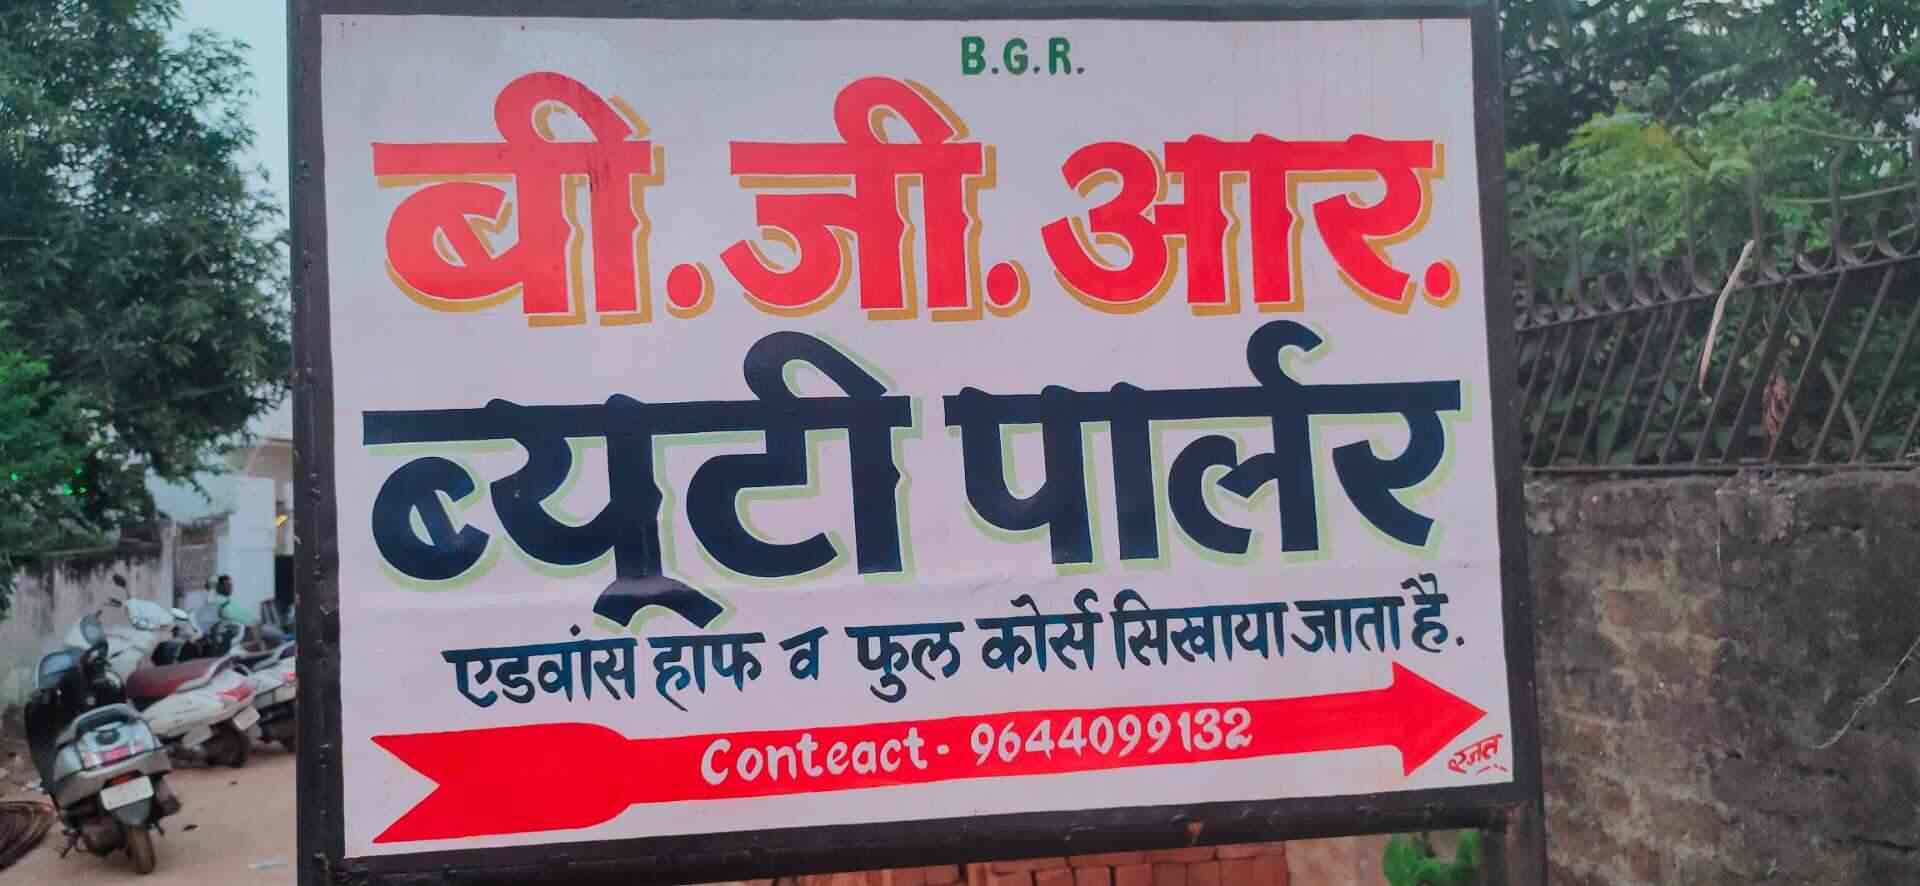 B.G.R.
बी.जी.आर.
ब्यूटी पार्लर
एडवांस हाफ व फुल कोर्स सिखाया जाता है.
Conteact - 9644099132
रजत